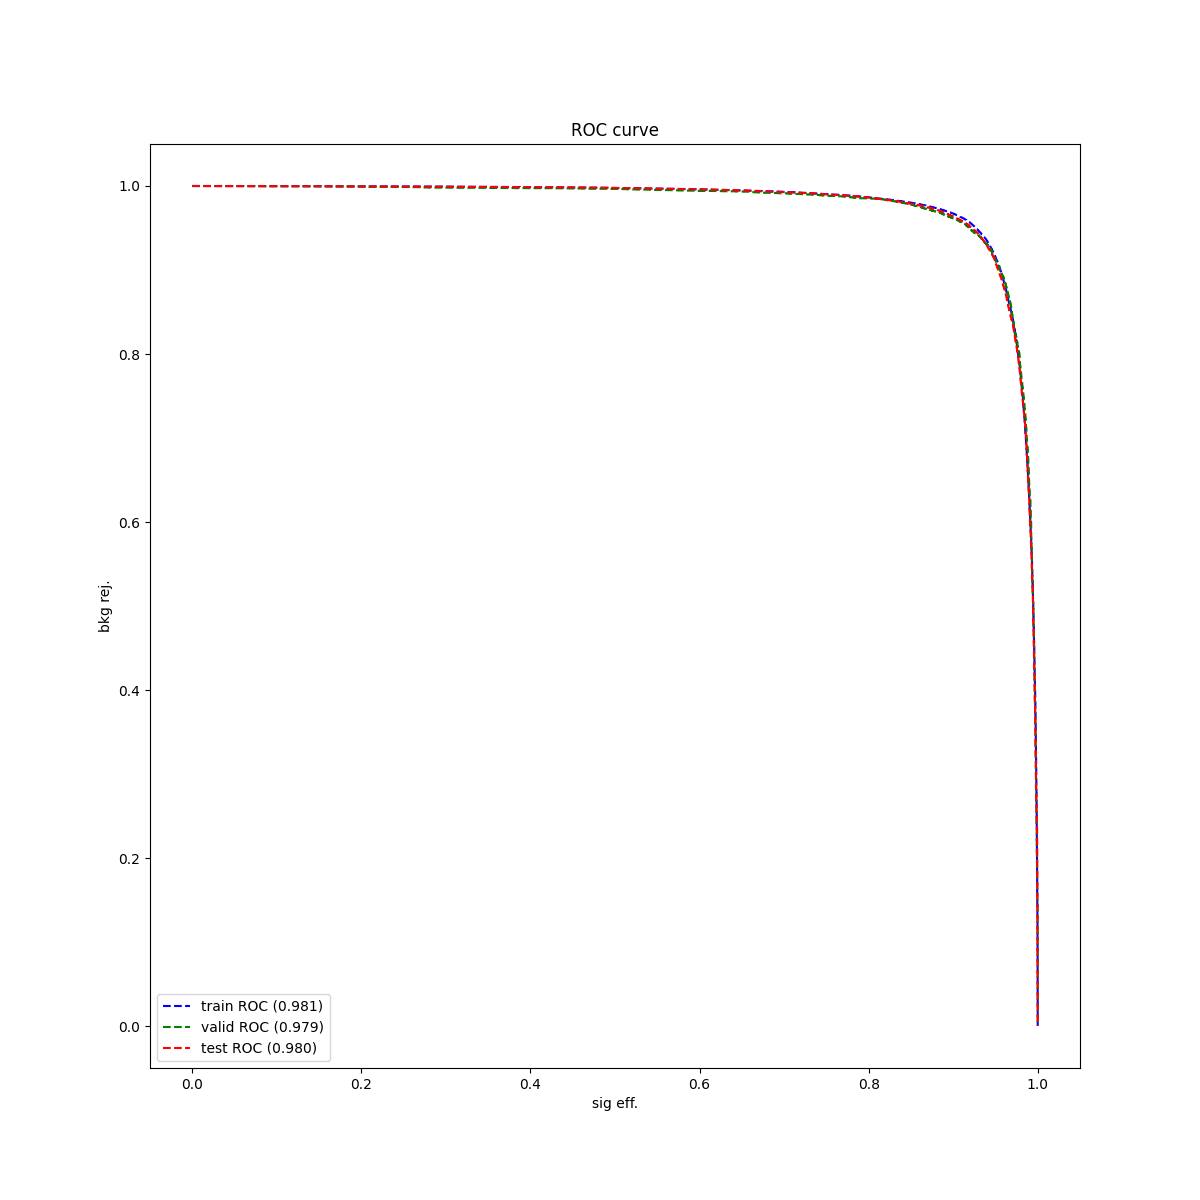 ROC curve
1.0
0.8
0.6
0.4
0.2
0.0
bkg rej.
train ROC (0.981)
valid ROC (0.979)
test ROC (0.980)
0.0 0.2 0.4 0.6 0.8 1.0
sig eff.